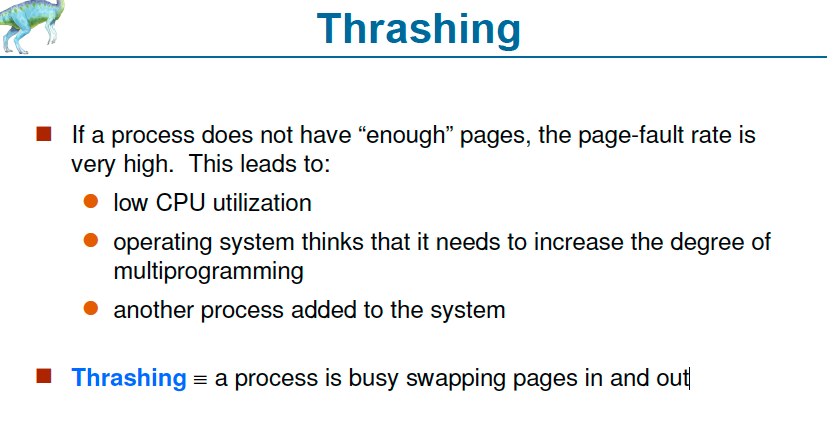 Thrashing
If a process does not have “enough” pages, the page-fault rate is
very high.  This leads to:
low CPU utilization
operating system thinks that it needs to increase the degree of
multiprogramming
another process added to the system
Thrashing ≡ a process is busy swapping pages in and out